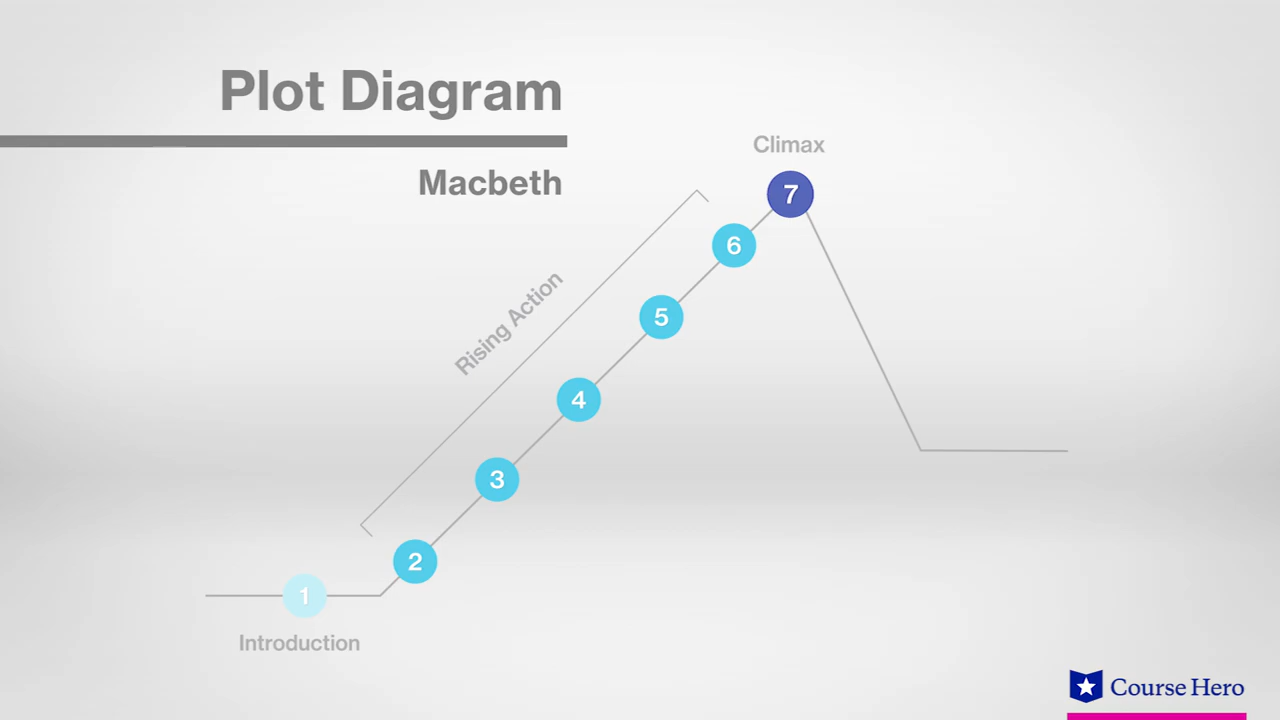 Plot Diagram
Macbeth
Climax
7
6
Rising Action
5
4
3
2
1
Introduction
Course Hero